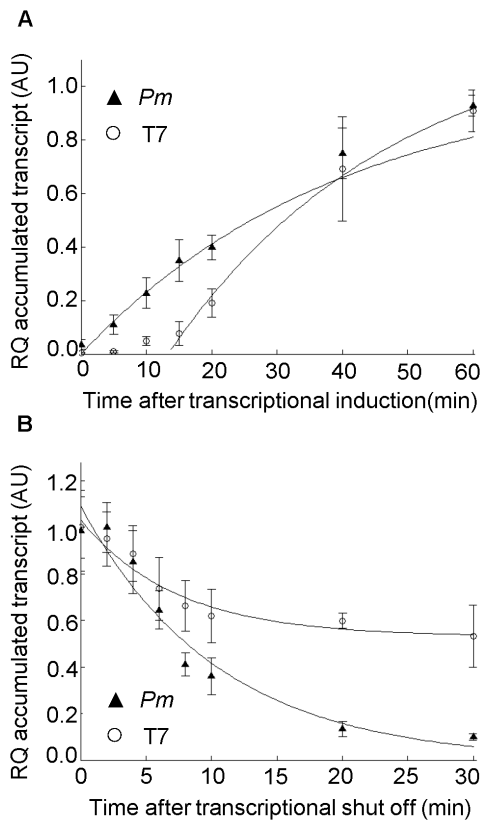 A
RQ accumulated transcript (AU)
1.0
0.8
0.6
0.4
0.2
0.0
Pm
T7
0 10 20 30 40 50 60
Time after transcriptional induction(min)
B
RQ accumulated transcript (AU)
1.2
1.0
0.8
0.6
0.4
0.2
0.0
Pm
T7
0 5 10 15 20 25 30
Time after transcriptional shut off (min)